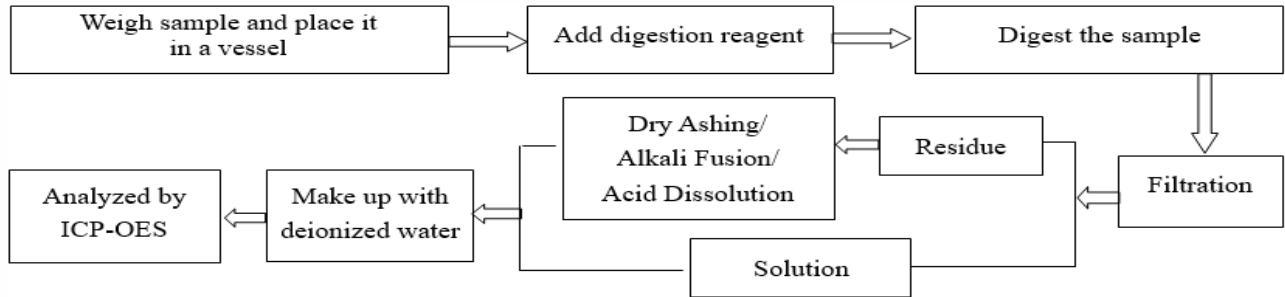 Weigh sample and place it
in a vessel
Add digestion reagent
Digest the sample
Filtration
Residue
Dry Ashing/
Alkali Fusion/
Acid Dissolution
Solution
Make up with
deionized water
Analyzed by
ICP-OES